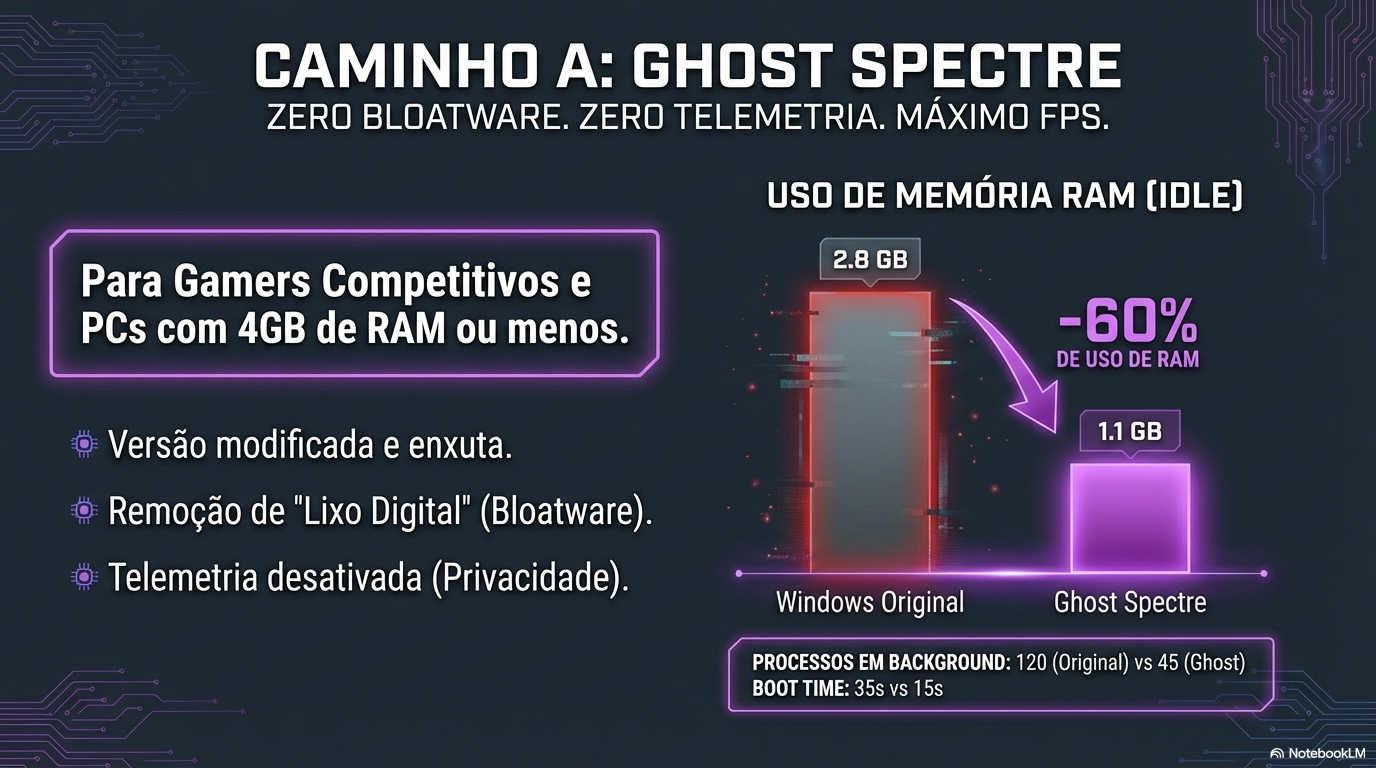 CAMINHO A: GHOST SPECTRE
ZERO BLOATWARE. ZERO TELEMETRIA. MÁXIMO FPS.
Para Gamers Competitivos e
PCs com 4GB de RAM ou menos.
Versão modificada e enxuta.
Remoção de "Lixo Digital" (Bloatware).
Telemetria desativada (Privacidade).
USO DE MEMÓRIA RAM (IDLE)
2.8 GB
-60%
DE USO DE RAM
1.1 GB
Windows Original
Ghost Spectre
PROCESSOS EM BACKGROUND: 120 (Original) vs 45 (Ghost)
BOOT TIME: 35s vs 15s
NotebookLM